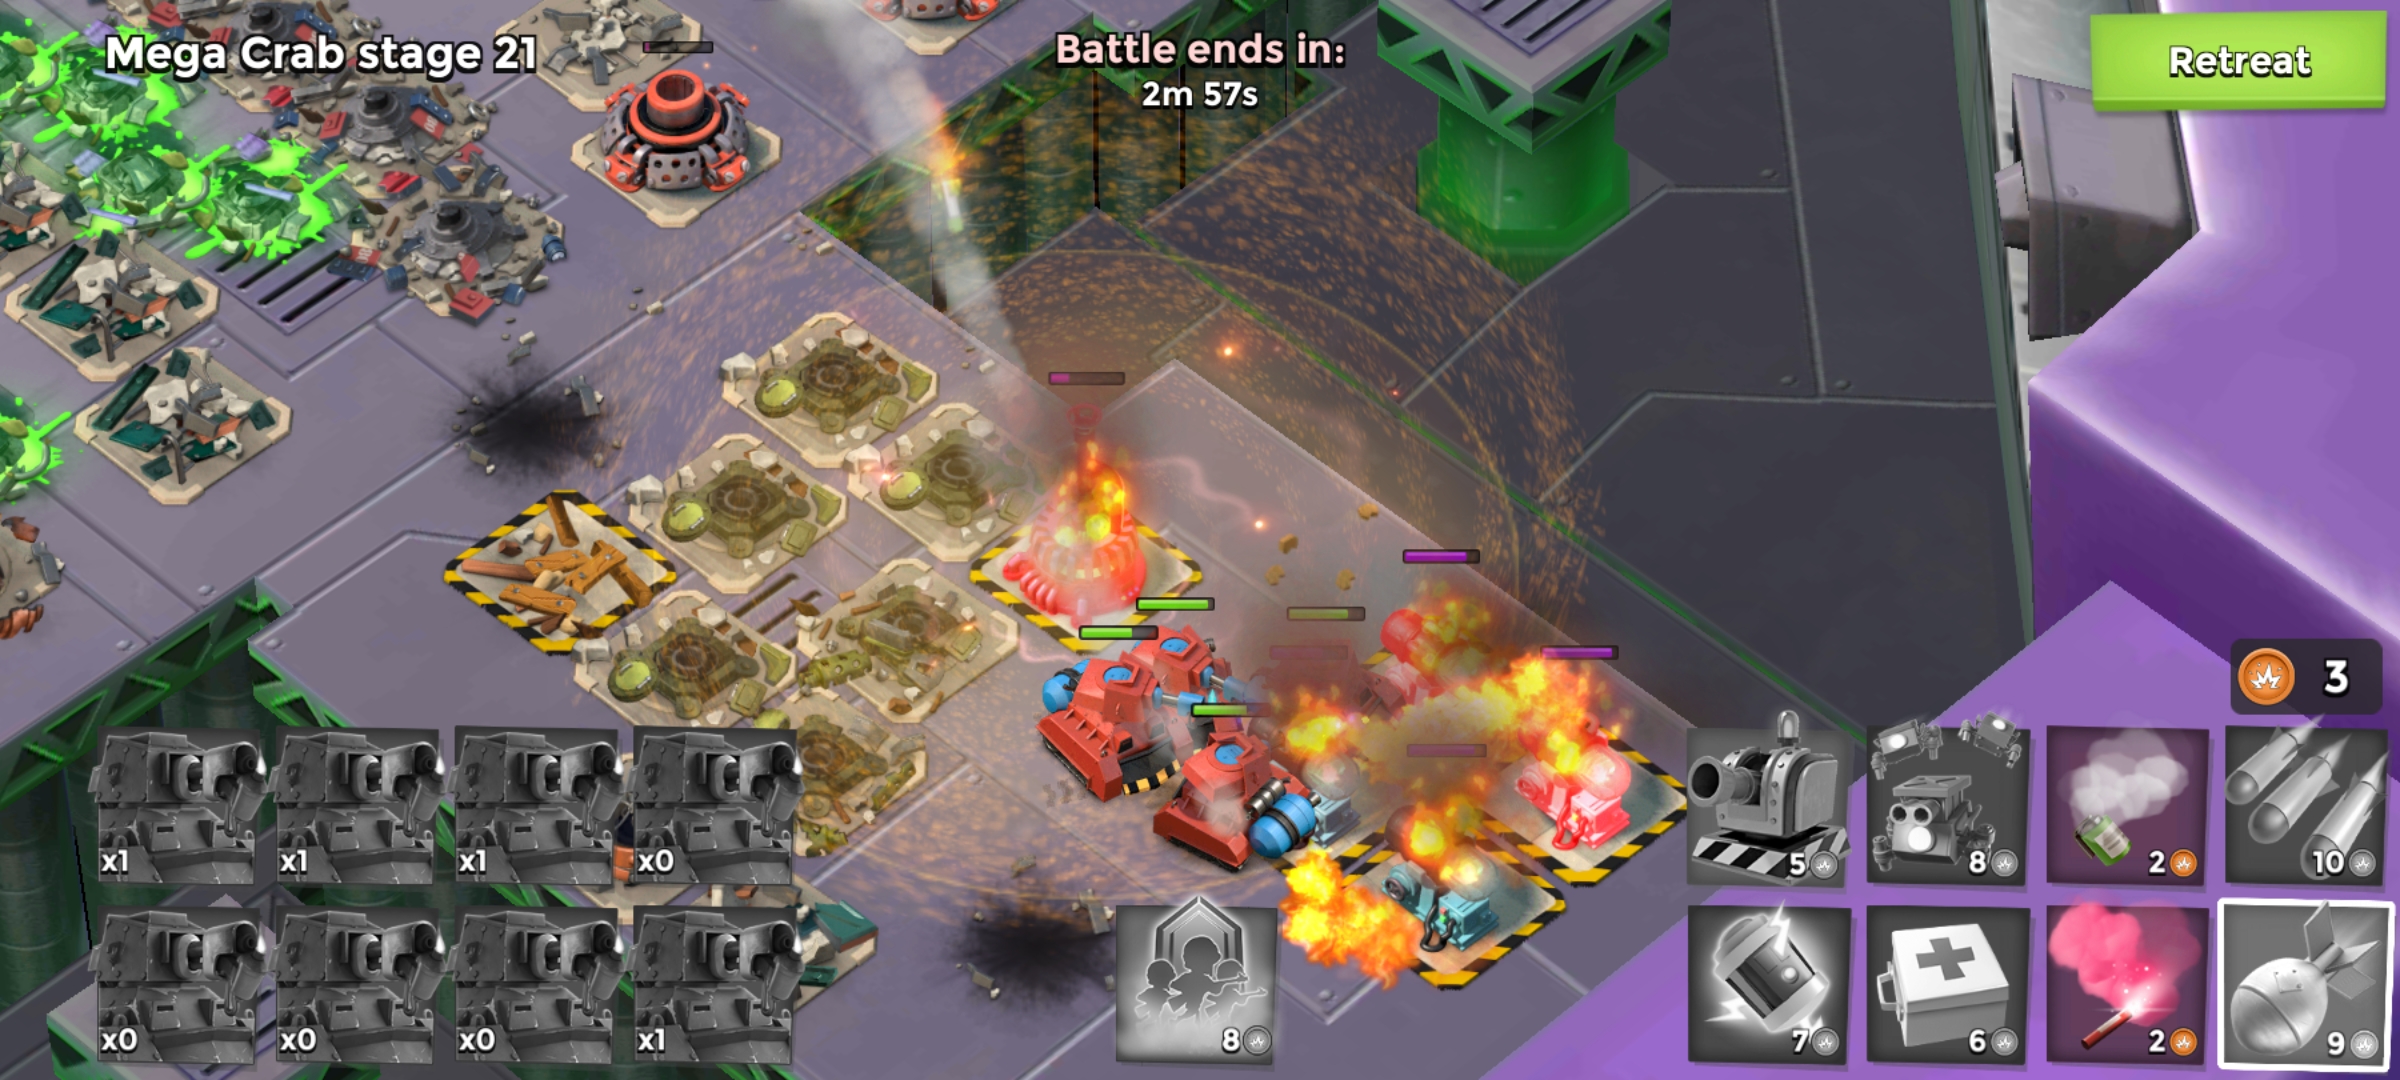 Mega Crab stage 21
Battle ends in:
2m 57s
Retreat
3
x1
x1
x1
x0
5
8
2
10
x0
x0
x0
x1
8
7
6
2
9